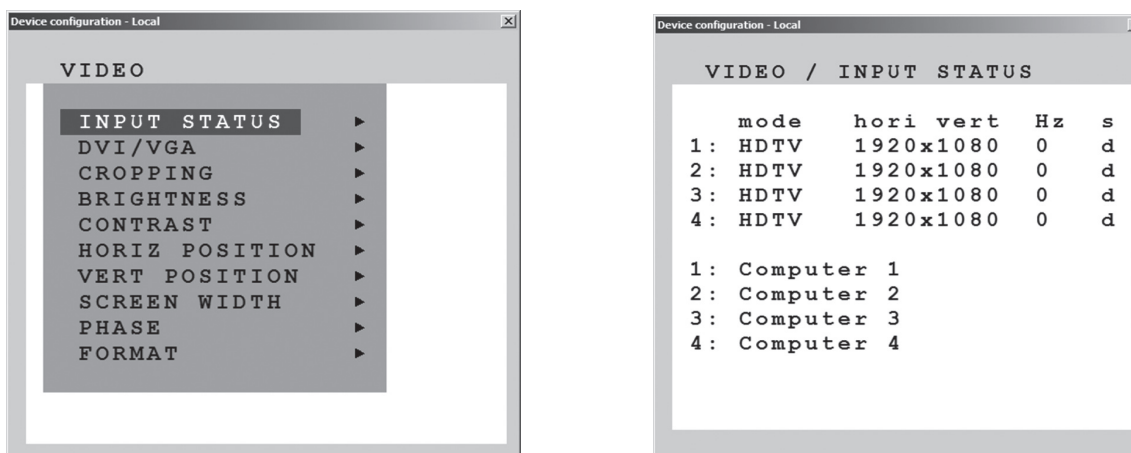 Device configuration - Local
VIDEO
INPUT STATUS
DVI/VGA
CROPPING
BRIGHTNESS
CONTRAST
HORIZ POSITION
VERT POSITION
SCREEN WIDTH
PHASE
FORMAT
Device configuration - Local
VIDEO / INPUT STATUS
mode hori vert Hz s
1: HDTV 1920x1080 0 d
2: HDTV 1920x1080 0 d
3: HDTV 1920x1080 0 d
4: HDTV 1920x1080 0 d
1: Computer 1
2: Computer 2
3: Computer 3
4: Computer 4